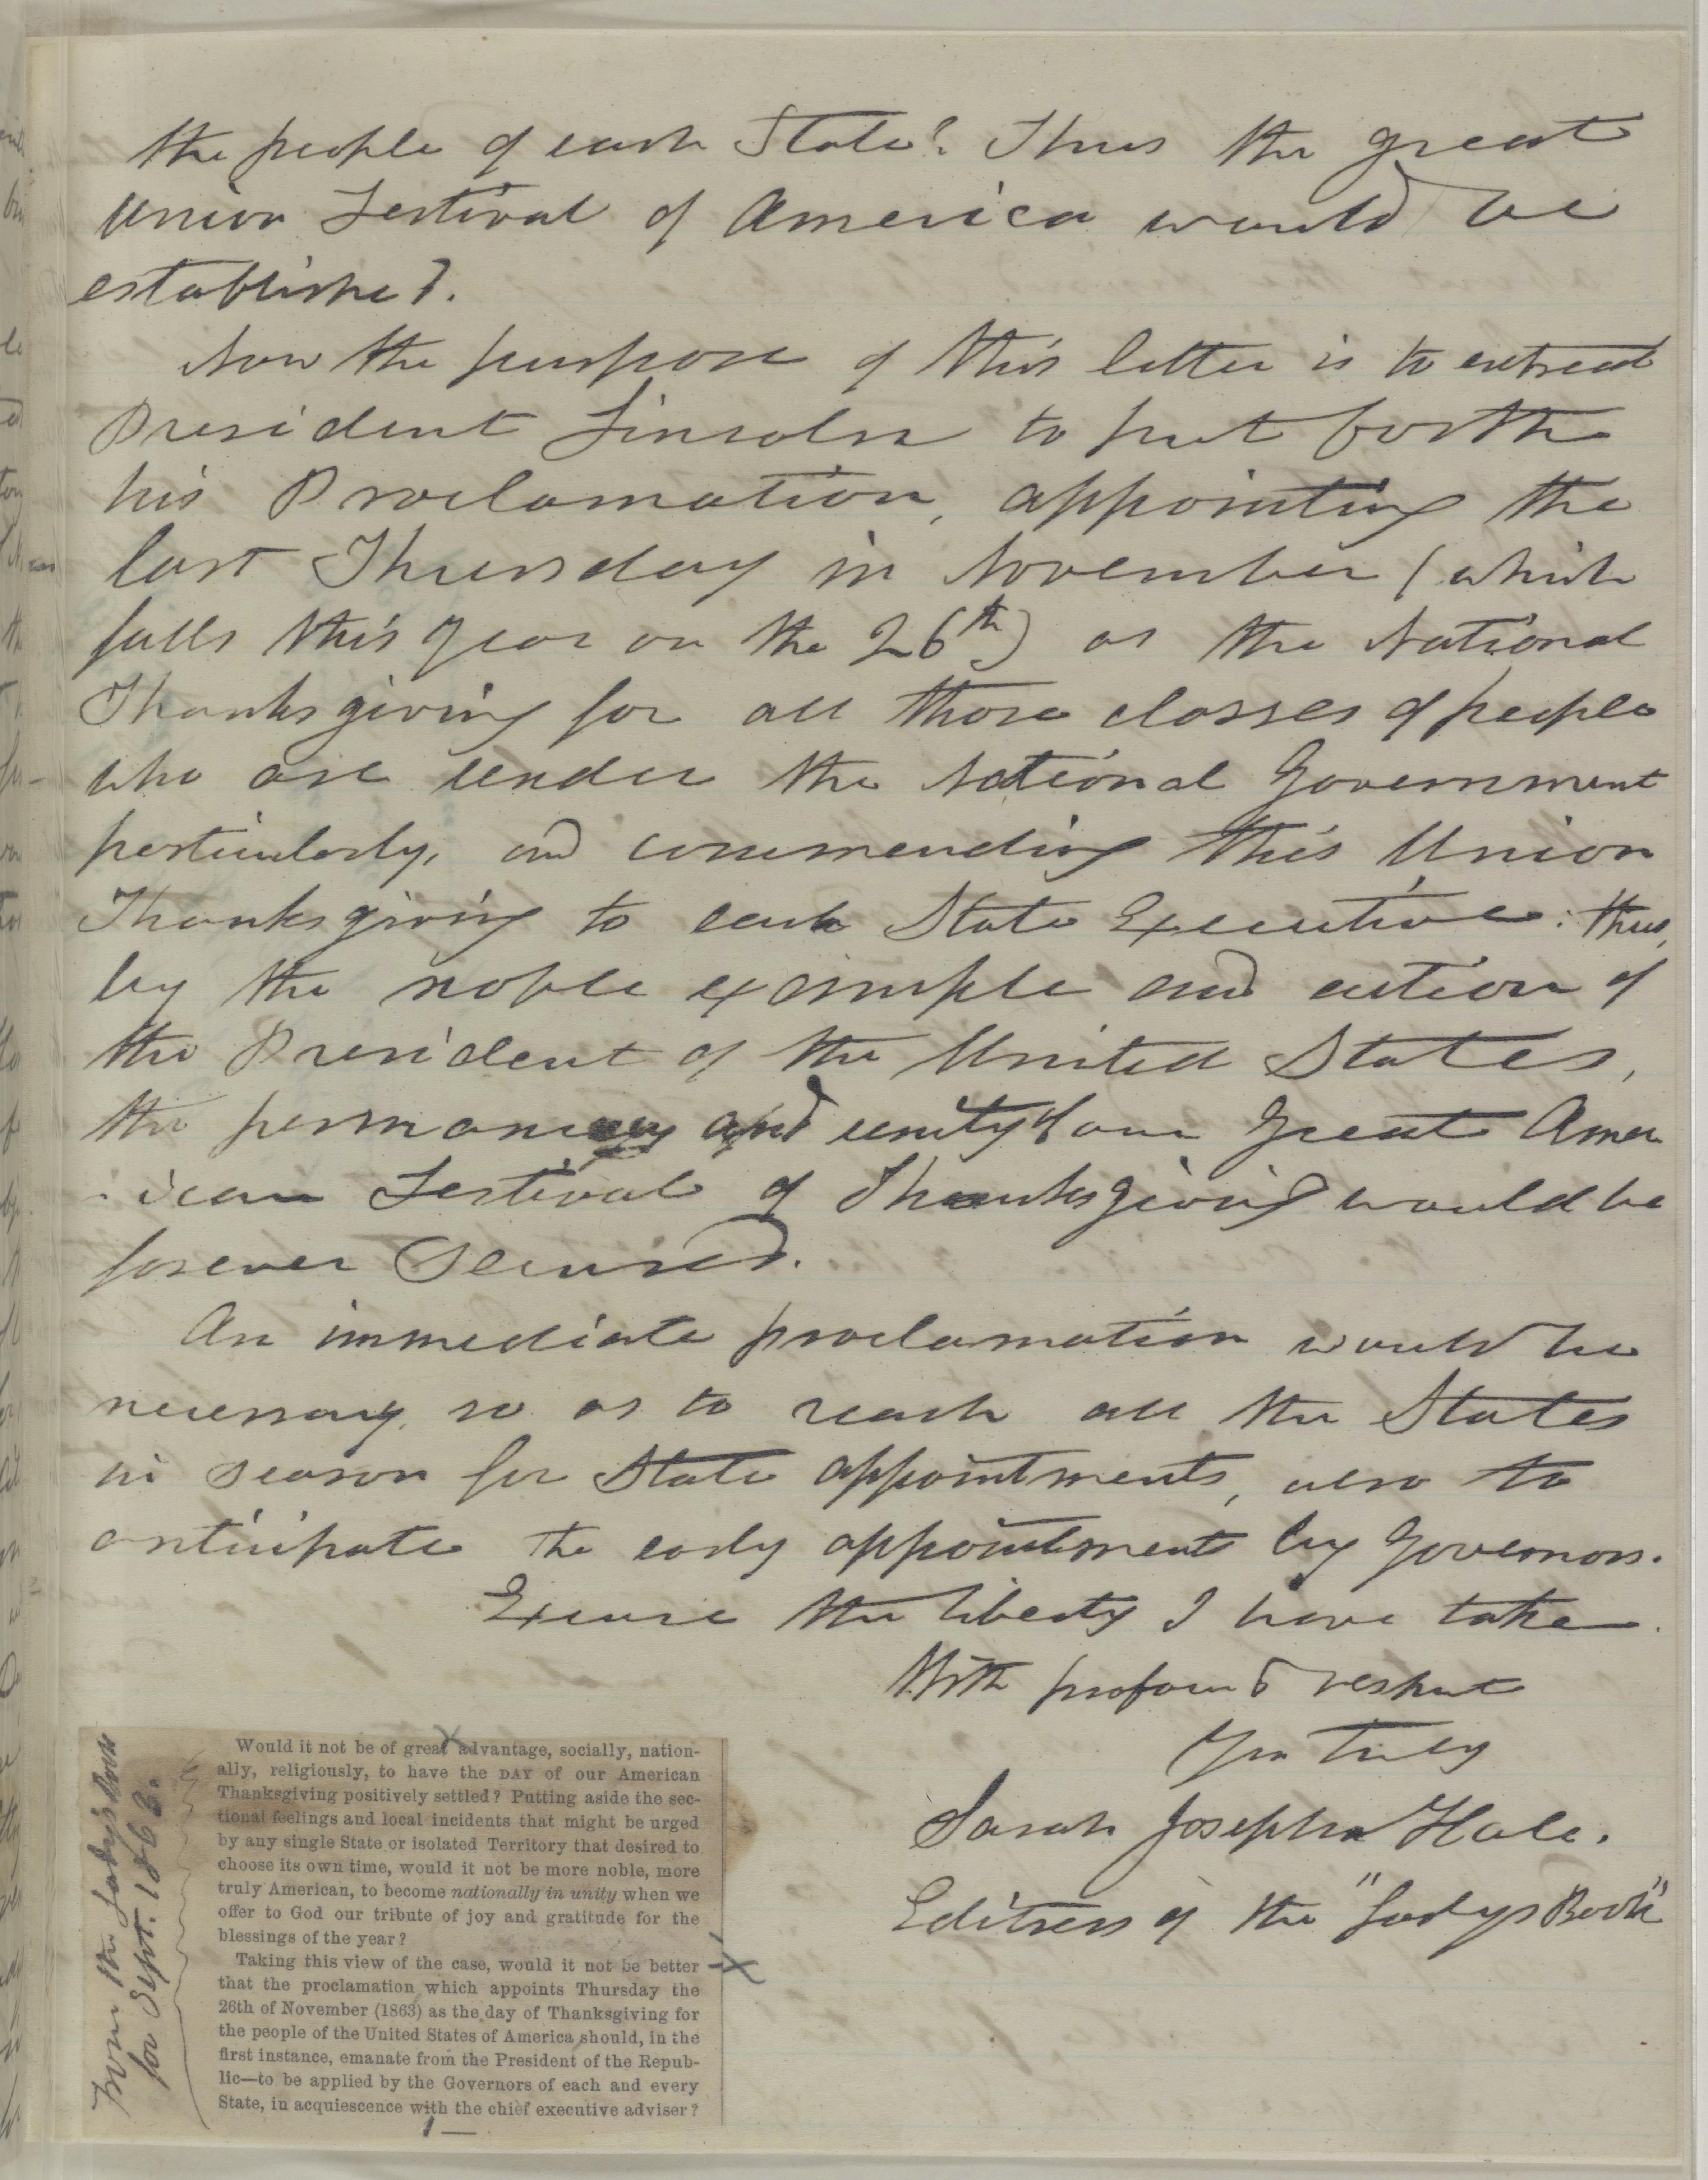 the people of each State? Thus the great
Union Festival of America would be
established.
Now the purpose of this letter is to entreat
President Lincoln to put forth
his Proclamation, appointing the
last Thursday in November (which
falls this year on the 26th) as the National
Thanksgiving for all those classes of people
who are under the National Government
particularly, and commending this Union
Thanksgiving to each State Executive: thus,
by the noble example and action of
the President of the United States,
the permanency and unity of our Great Amer
-ican Festival of Thanksgiving would be
forever secured.
An immediate proclamation would be
necessary, so as to reach all the States
in season for State appointments, also to
anticipate the early appointments by Governors.
Excuse the liberty I have taken.
With profound respect
Yrs truly
Sarah Josepha Hale.
Editress of the "Ladys Book"
From the Lady's Book
for Sept. 1863.
Would it not be of great advantage, socially, nation-
ally, religiously, to have the DAY of our American
Thanksgiving positively settled? Putting aside the sec-
tional feelings and local incidents that might be urged
by any single State or isolated Territory that desired to
choose its own time, would it not be more noble, more
truly American, to become nationally in unity when we
offer to God our tribute of joy and gratitude for the
blessings of the year?
Taking this view of the case, would it not be better
that the proclamation which appoints Thursday the
26th of November (1863) as the day of Thanksgiving for
the people of the United States of America should, in the
first instance, emanate from the President of the Repub-
lic—to be applied by the Governors of each and every
State, in acquiescence with the chief executive adviser?